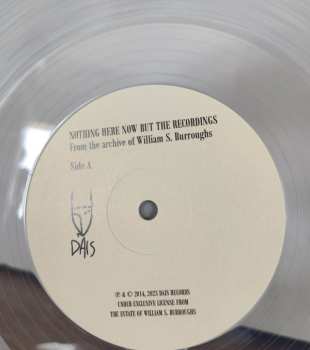 NOTHING HERE NOW BUT THE RECORDINGS
From the archive of William S. Burroughs
Side A
DAIS
℗ & © 2014, 2023 DAIS RECORDS
UNDER EXCLUSIVE LICENSE FROM
THE ESTATE OF WILLIAM S. BURROUGHS